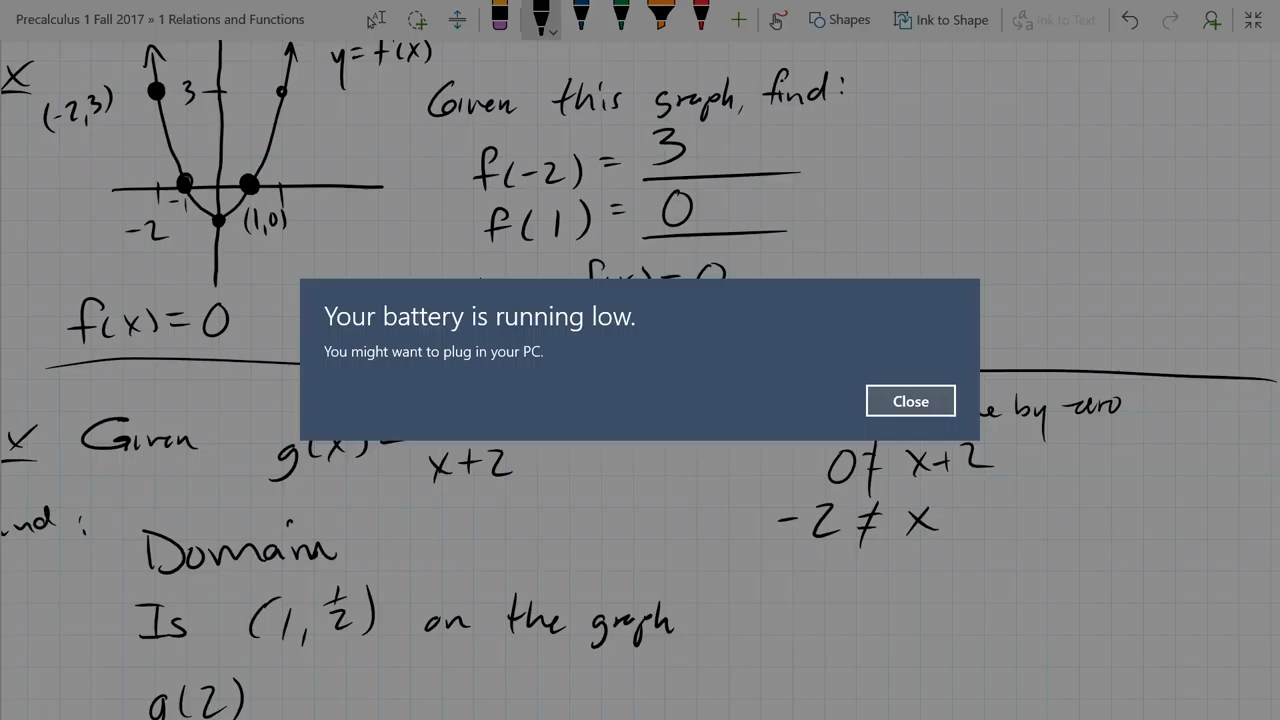 Precalculus 1 Fall 2017 » 1 Relations and Functions
Shapes
Ink to Shape
Ink to Text
x
(-2,3)
3
y = f(x)
-2
-1
(1,0)
f(x) = 0
Given this graph, find:
f(-2) = 3
f(1) = 0
f(x) = 0
Your battery is running low.
You might want to plug in your PC.
Close
by zero
x Given g(x) =
x+2
0 ≠ x+2
-2 ≠ x
Domain
Is (1, 1/2) on the graph
g(2)